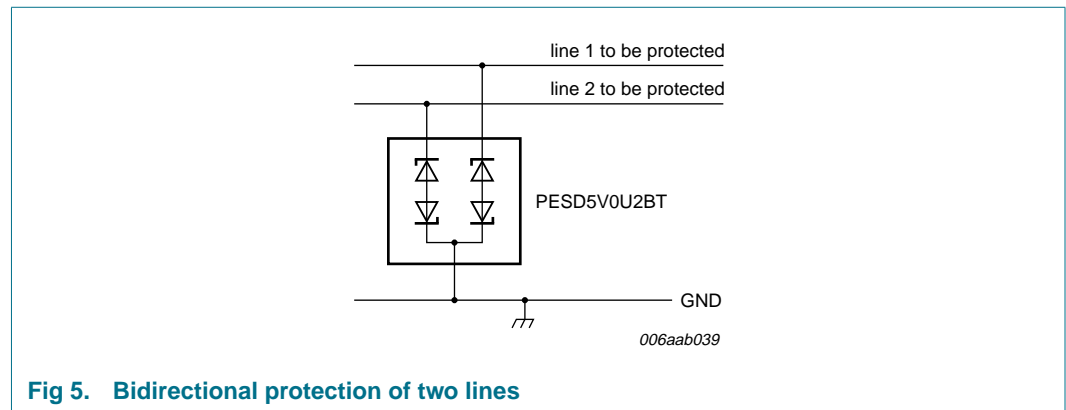 line 1 to be protected
line 2 to be protected
PESD5V0U2BT
GND
006aab039
Fig 5. Bidirectional protection of two lines